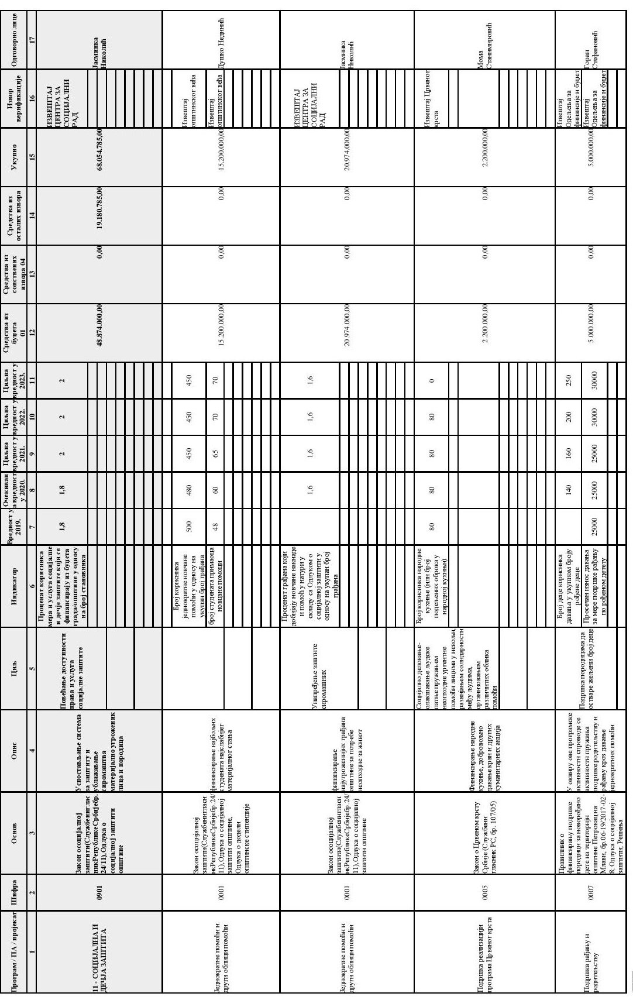 Програм / ПА / пројекат
Шифра
Основ
Опис
Циљ
Индикатор
Вредност у
2019.
Очекиван
а вредност
у 2020.
Циљна
вредност у
2021.
Циљна
вредност у
2022.
Циљна
вредност у
2023.
Средства из
буџета
01
Средства из
сопствених
извора 04
Средства из
осталих извора
Укупно
Извор
верификације
Одговорно лице
1
2
3
4
5
6
7
8
9
10
11
12
13
14
15
16
17
11 - СОЦИЈАЛНА И
ДЕЧЈА ЗАШТИТА
0901
Закон осоцијалној
заштити(Службениглас
никРепубликеСрбијебр.
24/11),Одлука о
социјалној заштити
општине
Успостављање система
за заштиту и
ублажавање
сиромаштва
материјално угроженик
лица и породица
Повећање доступности
права и услуга
социјалне заштите
Проценат корисника
мера и услуга социјалне
и дечје заштите који се
финансирају из буџета
града/општине у односу
на број становника
1,8
1,8
2
2
2
48.874.000,00
0,00
19.180.785,00
68.054.785,00
ИЗВЕШТАЈ
ЦЕНТРА ЗА
СОЦИЈАЛНИ
РАД
Јасминка
Николић
Једнократне помоћи и
други облици помоћи
0001
Закон осоцијалној
заштити(Службенигласн
икРепубликеСрбијебр.24/
11),Одлука о социјалној
заштити општине,
Одлука о додели
општинске стипендије
финансирање најбољих
студената најслабијег
материјалног стања
Број корисника
једнократне новчане
помоћи у односу на
укупан број грађана
500
480
450
450
450
Извештај
општинског већа
број студената примаоца
новцане помоци
48
60
65
70
70
Извештај
општинског већа
15.200.000,00
0,00
0,00
15.200.000,00
Душко Нединић
Једнократне помоћи и
други облици помоћи
0001
Закон осоцијалној
заштити(Службенигласн
икРепубликеСрбијебр.24/
11),Одлука о социјалној
заштити општине
финансирање
најугроженијих грађана
општине за потребе
неопходне за живот
Унапређење заштите
сиромашних
Проценат грађана који
добијају новчане накнаде
и помоћ у натури у
складу са Одлуком о
социјалној заштити у
односу на укупан број
грађана
1,6
1,6
1,6
1,6
20.974.000,00
0,00
0,00
20.974.000,00
ИЗВЕШТАЈ
ЦЕНТРА ЗА
СОЦИЈАЛНИ
РАД
Јасминка
Николић
Подршка реализацији
програма Црвеног крста
0005
Закон о Црвеном крсту
Србије (Службени
гласник РС, бр. 107/05)
Финансирање народне
кухиње, добровољно
давање крви и других
хуманитарних акција
Социјално деловање-
олакшавање људске
патње пружањем
неопходне ургентне
помоћи лицима у невољи,
развијањем солидарности
међу људима,
организовањем
различитих облика
помоћи
Број корисника народне
кухиње (или број
подељених оброка у
народној кухињи)
80
80
80
80
0
2.200.000,00
0,00
0,00
2.200.000,00
Извештај Црвеног
крста
Мома
Станимировић
Подршка рађању и
родитељству
0007
Правилник о
финансирању подршке
породици за новорођено
дете на територији
општине Петровац на
Млави, бр.06-19/2017-02-
8, Одлука о социјалној
заштити, Решења
У оквиру ове програмске
активности спроводе се
активности пружања
подршке родитељству и
рађању кроз давање
једнократних помоћи
Подршка породицама да
остваре жељени број деце
Број деце корисника
давања у укупном броју
рођене деце
140
160
200
250
Извештај
Одељења за
финансије и буџет
Просечан износ давања
за мере подршке рађању
по рођеном детету
25000
25000
25000
30000
30000
Извештај
Одељења за
финансије и буџет
5.000.000,00
0,00
0,00
5.000.000,00
Горан
Стефановић